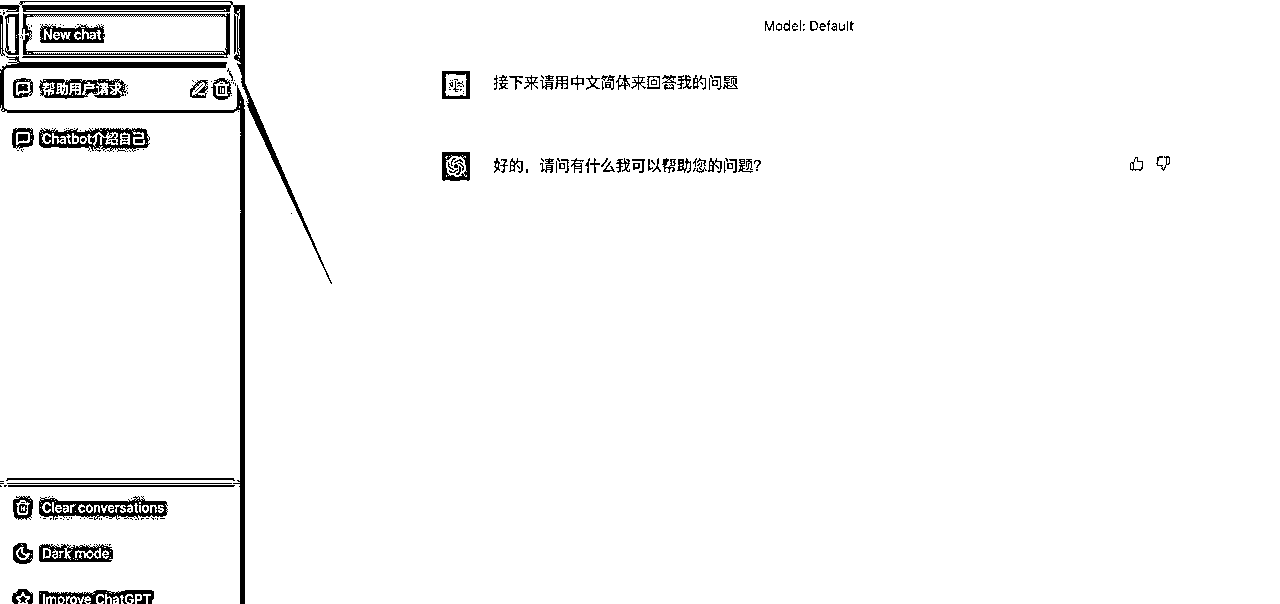 New chat
帮助用户请求
Chatbot介绍自己
Clear conversations
Dark mode
Improve ChatGPT
Model: Default
接下来请用中文简体来回答我的问题
好的，请问有什么我可以帮助您的问题？